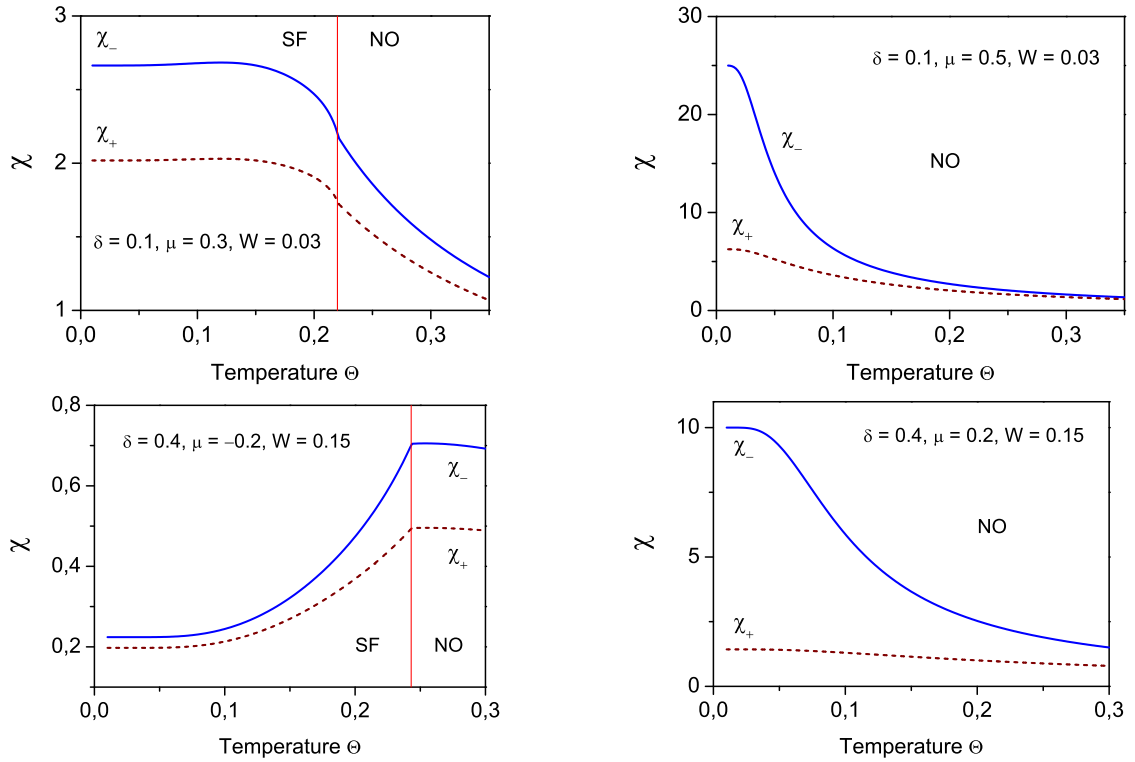 3
2
1
χ
χ₋
χ₊
SF
NO
δ = 0.1, μ = 0.3, W = 0.03
0,0
0,1
0,2
0,3
Temperature Θ
30
20
10
0
χ
δ = 0.1, μ = 0.5, W = 0.03
χ₋
NO
χ₊
0,0
0,1
0,2
0,3
Temperature Θ
0,8
0,6
0,4
0,2
χ
δ = 0.4, μ = −0.2, W = 0.15
χ₋
χ₊
SF
NO
0,0
0,1
0,2
0,3
Temperature Θ
10
5
0
χ
δ = 0.4, μ = 0.2, W = 0.15
χ₋
NO
χ₊
0,0
0,1
0,2
0,3
Temperature Θ